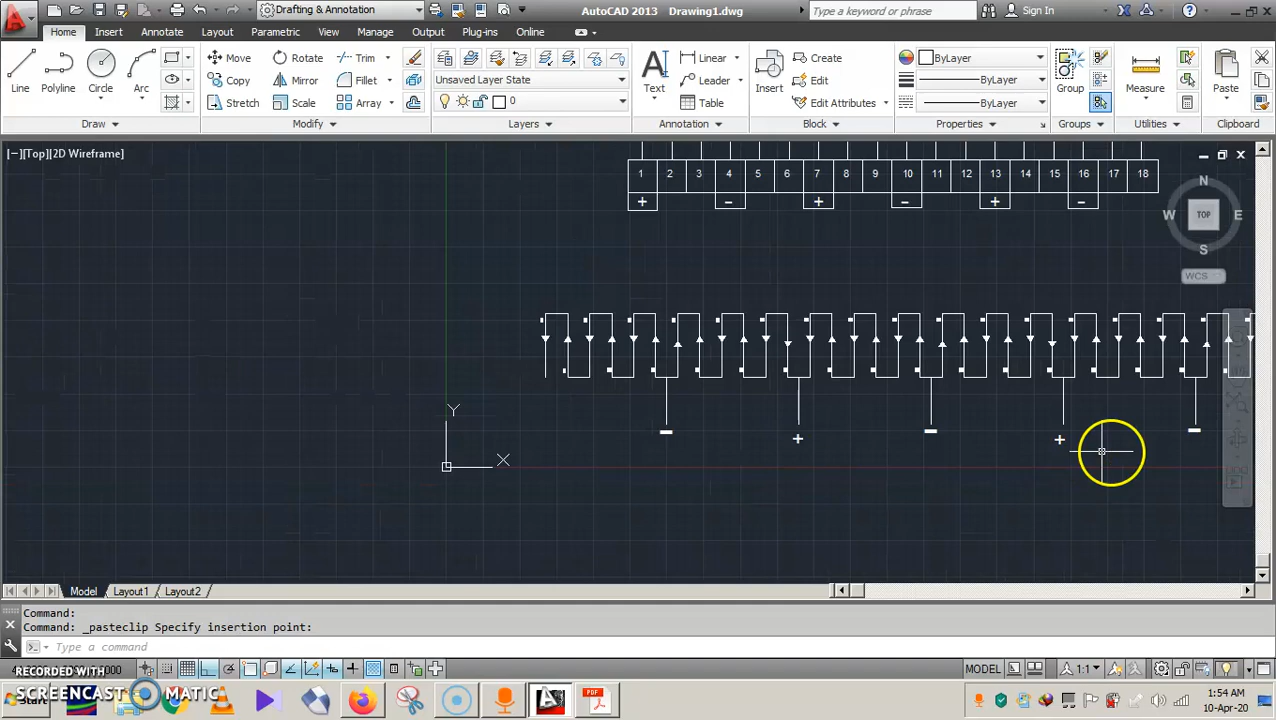 Drafting & Annotation
AutoCAD 2013 Drawing1.dwg
Type a keyword or phrase
Sign In
Home Insert Annotate Layout Parametric View Manage Output Plug-ins Online
Line Polyline Circle Arc
Move Rotate Trim
Copy Mirror Fillet
Stretch Scale Array
aved Layer State
0
Text
Linear
Leader
Table
Insert
Create
Edit
Edit Attributes
ByLayer
ByLayer
ByLayer
Group
Measure
Paste
Draw Modify Layers Annotation Block Properties Groups Utilities Clipboard
[−][Top][2D Wireframe]
1 2 3 4 5 6 7 8 9 10 11 12 13 14 15 16 17 18
+ − + − + −
N
W TOP E
S
WCS
− + − + −
Y
X
Model Layout1 Layout2
Command:
Command: _pasteclip Specify insertion point:
Type a command
RECORDED WITH
SCREENCAST MATIC
MODEL
1:1
Start
1:54 AM
10-Apr-20